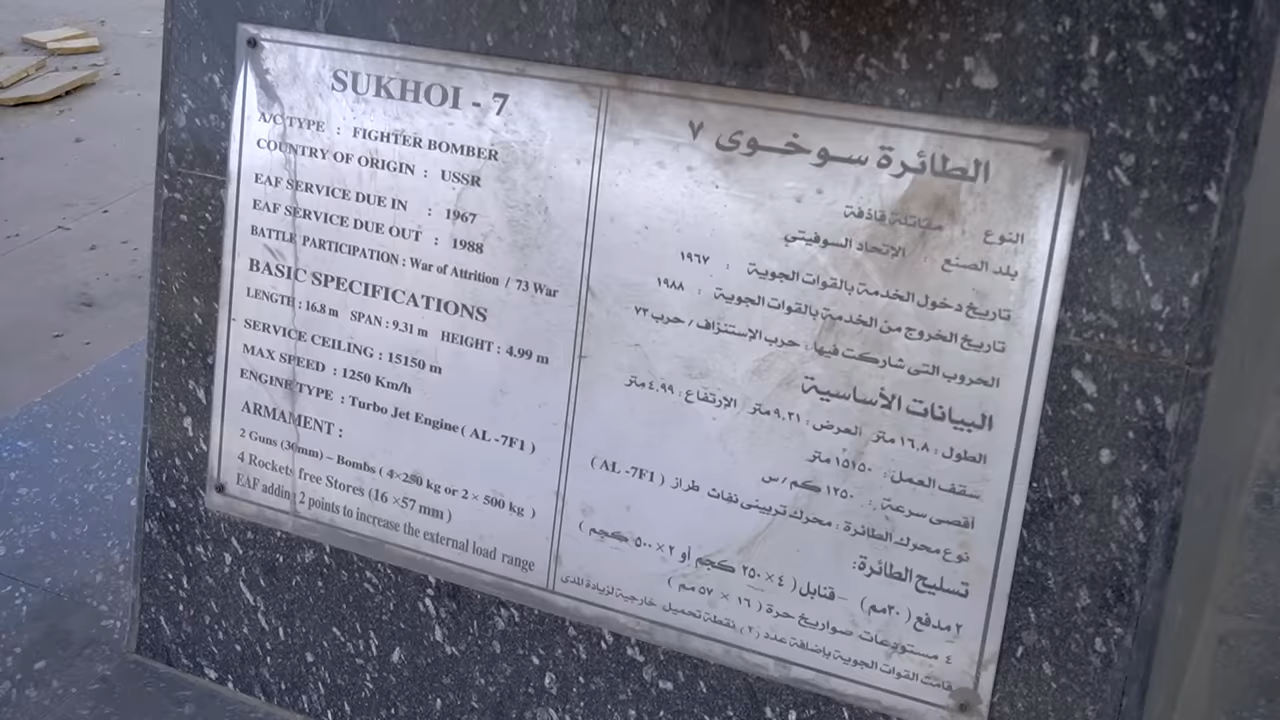 SUKHOI - 7
A/C TYPE : FIGHTER BOMBER
COUNTRY OF ORIGIN : USSR
EAF SERVICE DUE IN : 1967
EAF SERVICE DUE OUT : 1988
BATTLE PARTICIPATION : War of Attrition / 73 War
BASIC SPECIFICATIONS
LENGTH : 16.8 m SPAN : 9.31 m HEIGHT : 4.99 m
SERVICE CEILING : 15150 m
MAX SPEED : 1250 Km/h
ENGINE TYPE : Turbo Jet Engine ( AL -7F1 )
ARMAMENT :
2 Guns (30mm) – Bombs ( 4×250 kg or 2 × 500 kg )
4 Rockets free Stores (16 ×57 mm )
EAF adding 2 points to increase the external load range
الطائرة سوخوى ٧
النوع : مقاتلة قاذفة
بلد الصنع : الإتحاد السوفيتي
تاريخ دخول الخدمة بالقوات الجوية : ١٩٦٧
تاريخ الخروج من الخدمة بالقوات الجوية : ١٩٨٨
الحروب التى شاركت فيها : حرب الإستنزاف / حرب ٧٣
البيانات الأساسية
الطول : ١٦,٨ متر العرض : ٩,٣١ متر الإرتفاع : ٤,٩٩ متر
سقف العمل : ١٥١٥٠ متر
أقصى سرعة : ١٢٥٠ كم/س
نوع محرك الطائرة : محرك تربينى نفاث طراز ( AL -7F1 )
تسليح الطائرة:
٢ مدفع ( ٣٠مم) – قنابل ( ٤ × ٢٥٠ كجم أو ٢ × ٥٠٠ كجم )
٤ مستودعات صواريخ حرة ( ١٦ × ٥٧ مم )
قامت القوات الجوية بإضافة عدد (٢) نقطة تحميل خارجية لزيادة المدى